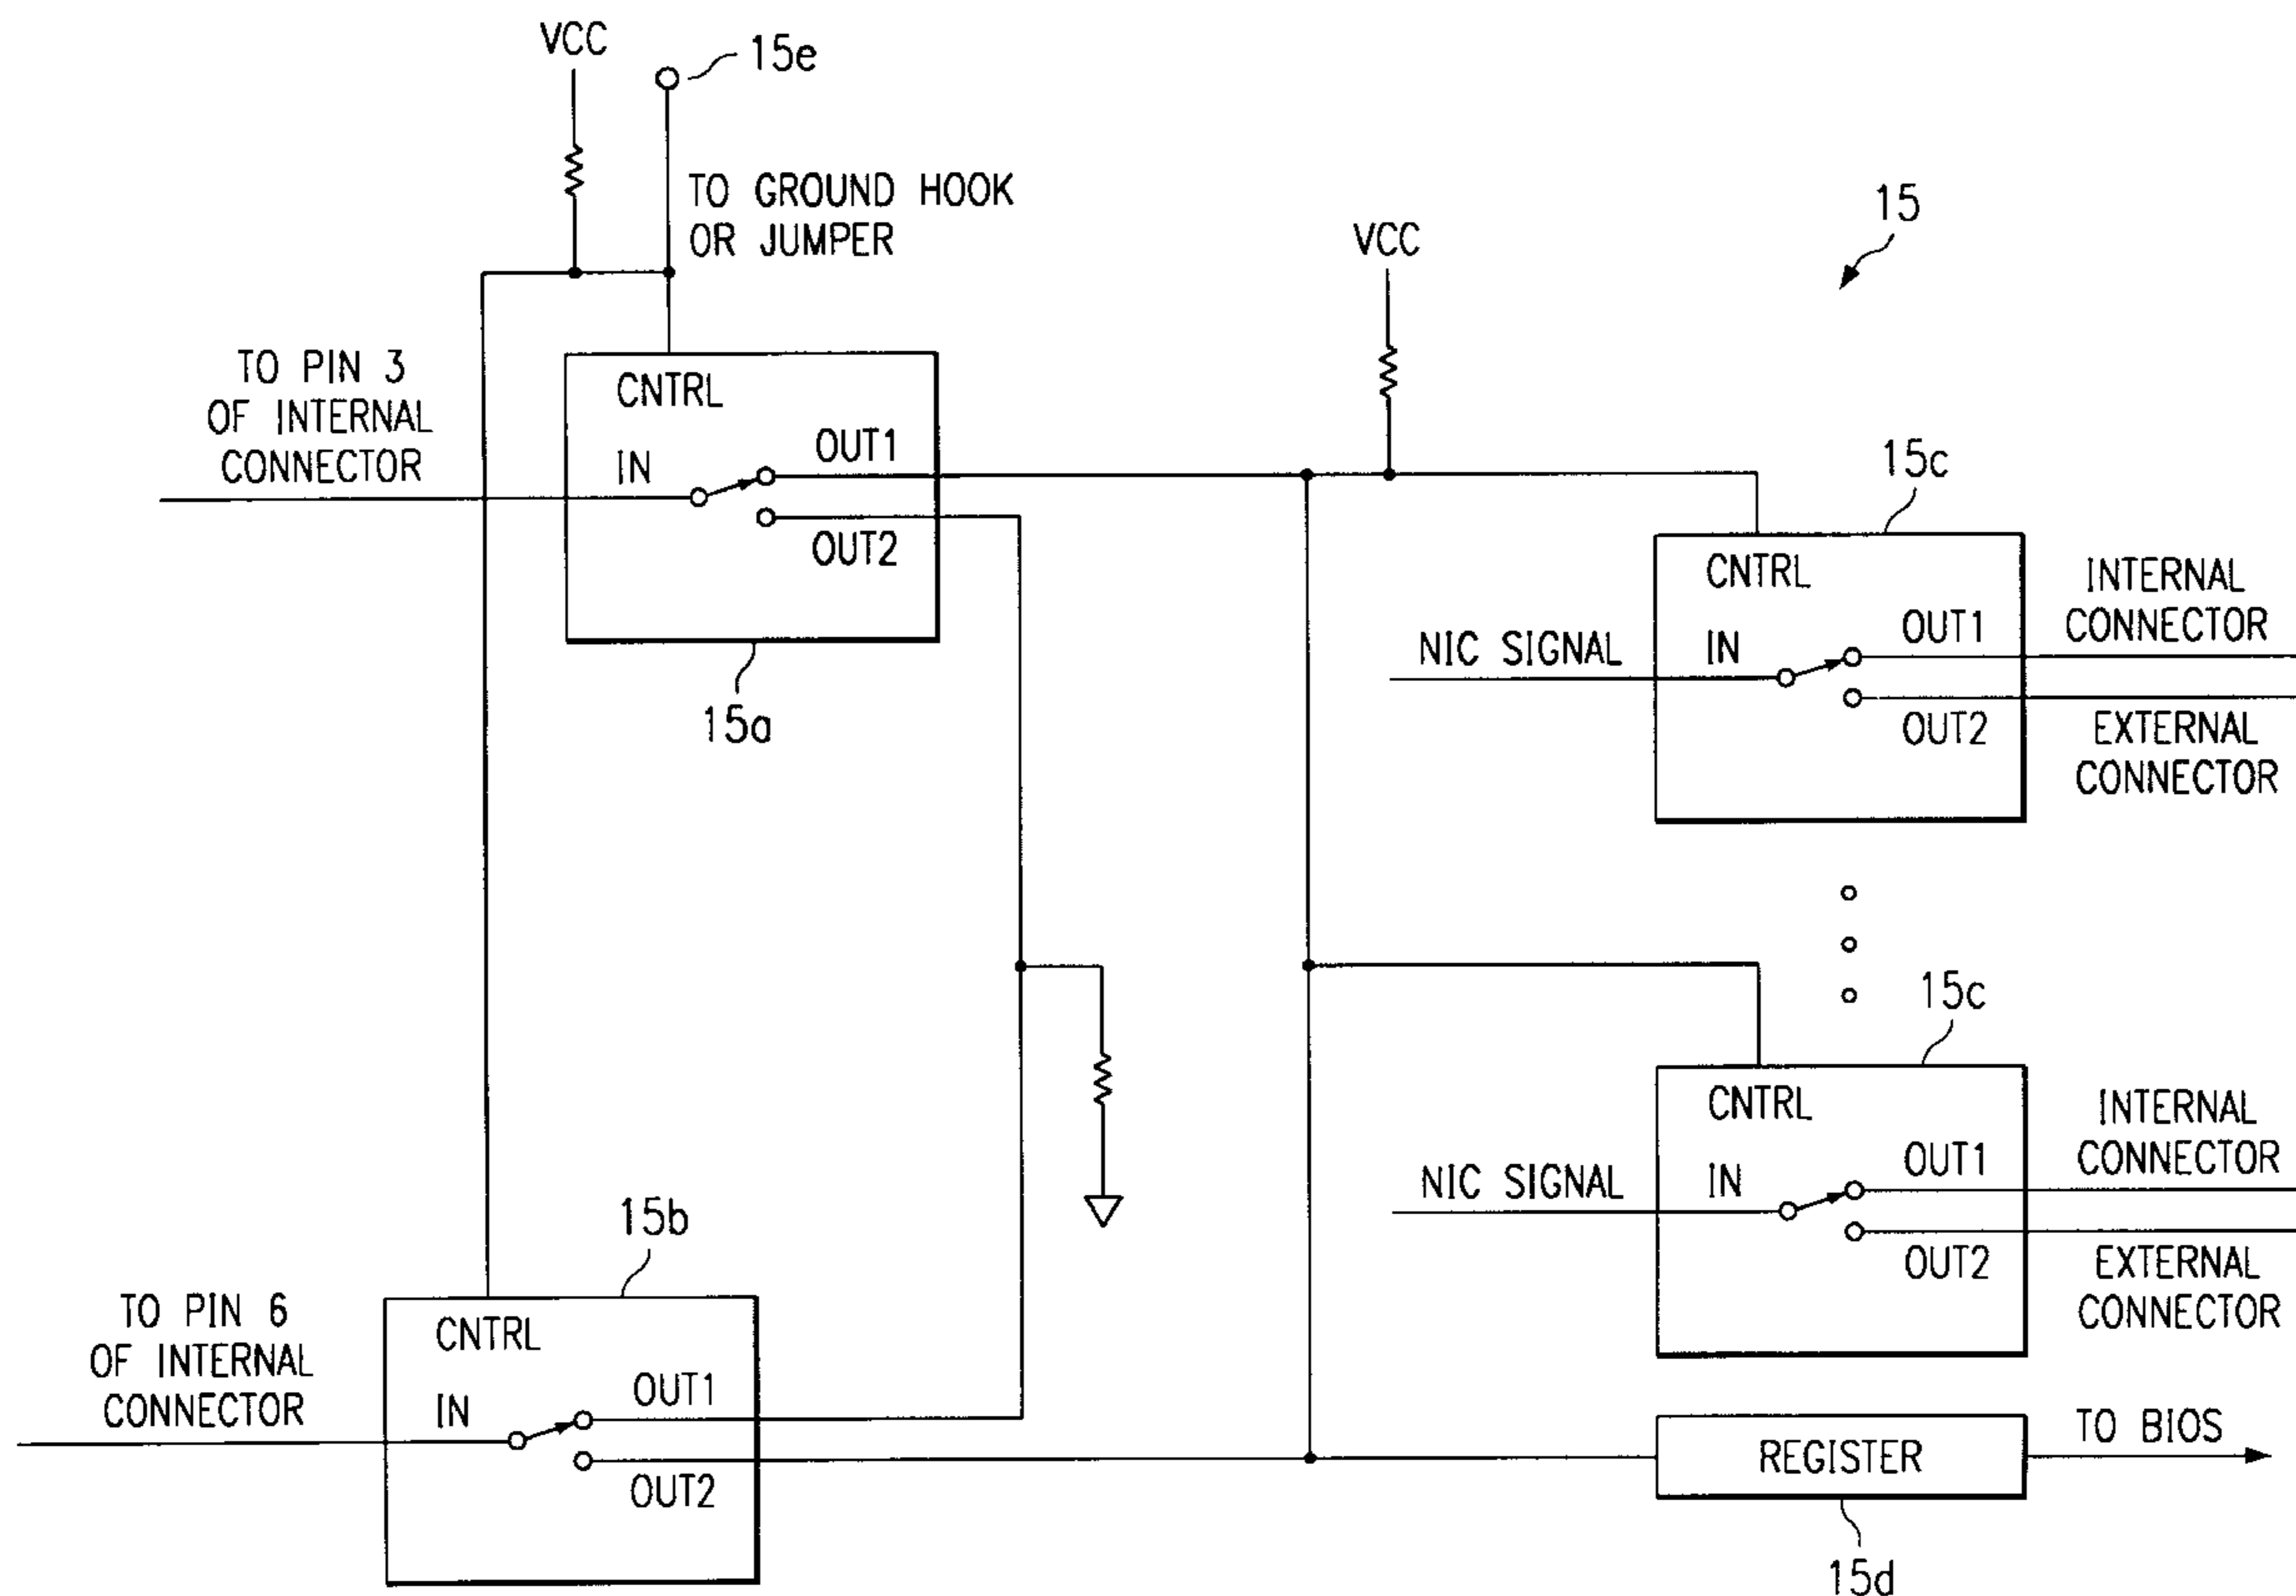 VCC
15e
TO GROUND HOOK
OR JUMPER
15
VCC
TO PIN 3
OF INTERNAL
CONNECTOR
CNTRL
IN
OUT1
OUT2
15a
15c
CNTRL
NIC SIGNAL
IN
OUT1
OUT2
INTERNAL
CONNECTOR
EXTERNAL
CONNECTOR
15c
CNTRL
NIC SIGNAL
IN
OUT1
OUT2
INTERNAL
CONNECTOR
EXTERNAL
CONNECTOR
15b
TO PIN 6
OF INTERNAL
CONNECTOR
CNTRL
IN
OUT1
OUT2
REGISTER
TO BIOS
15d